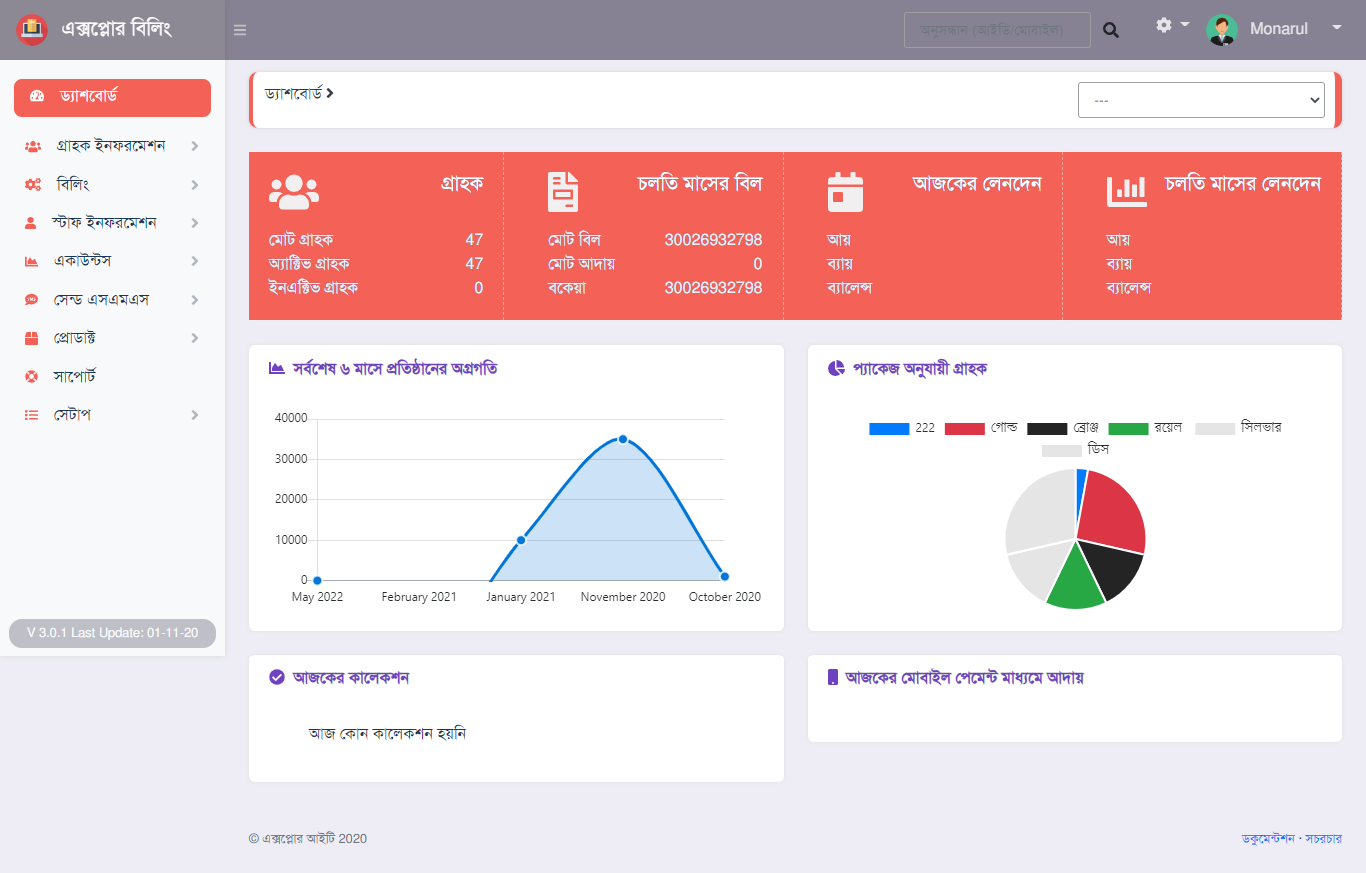 এক্সপ্লোর বিলিং
অনুসন্ধান (আইডি/মোবাইল)
Monarul
ড্যাশবোর্ড
গ্রাহক ইনফরমেশন
বিলিং
স্টাফ ইনফরমেশন
একাউন্টস
সেন্ড এসএমএস
প্রোডাক্ট
সাপোর্ট
সেটাপ
V 3.0.1 Last Update: 01-11-20
ড্যাশবোর্ড
---
গ্রাহক
মোট গ্রাহক 47
অ্যাক্টিভ গ্রাহক 47
ইনএক্টিভ গ্রাহক 0
চলতি মাসের বিল
মোট বিল 30026932798
মোট আদায় 0
বকেয়া 30026932798
আজকের লেনদেন
আয়
ব্যায়
ব্যালেন্স
চলতি মাসের লেনদেন
আয়
ব্যায়
ব্যালেন্স
সর্বশেষ ৬ মাসে প্রতিষ্ঠানের অগ্রগতি
40000
30000
20000
10000
0
May 2022 February 2021 January 2021 November 2020 October 2020
প্যাকেজ অনুযায়ী গ্রাহক
222 গোল্ড ব্রোঞ্জ রয়েল সিলভার
ডিস
আজকের কালেকশন
আজ কোন কালেকশন হয়নি
আজকের মোবাইল পেমেন্ট মাধ্যমে আদায়
© এক্সপ্লোর আইটি 2020
ডকুমেন্টশন · সচরচার